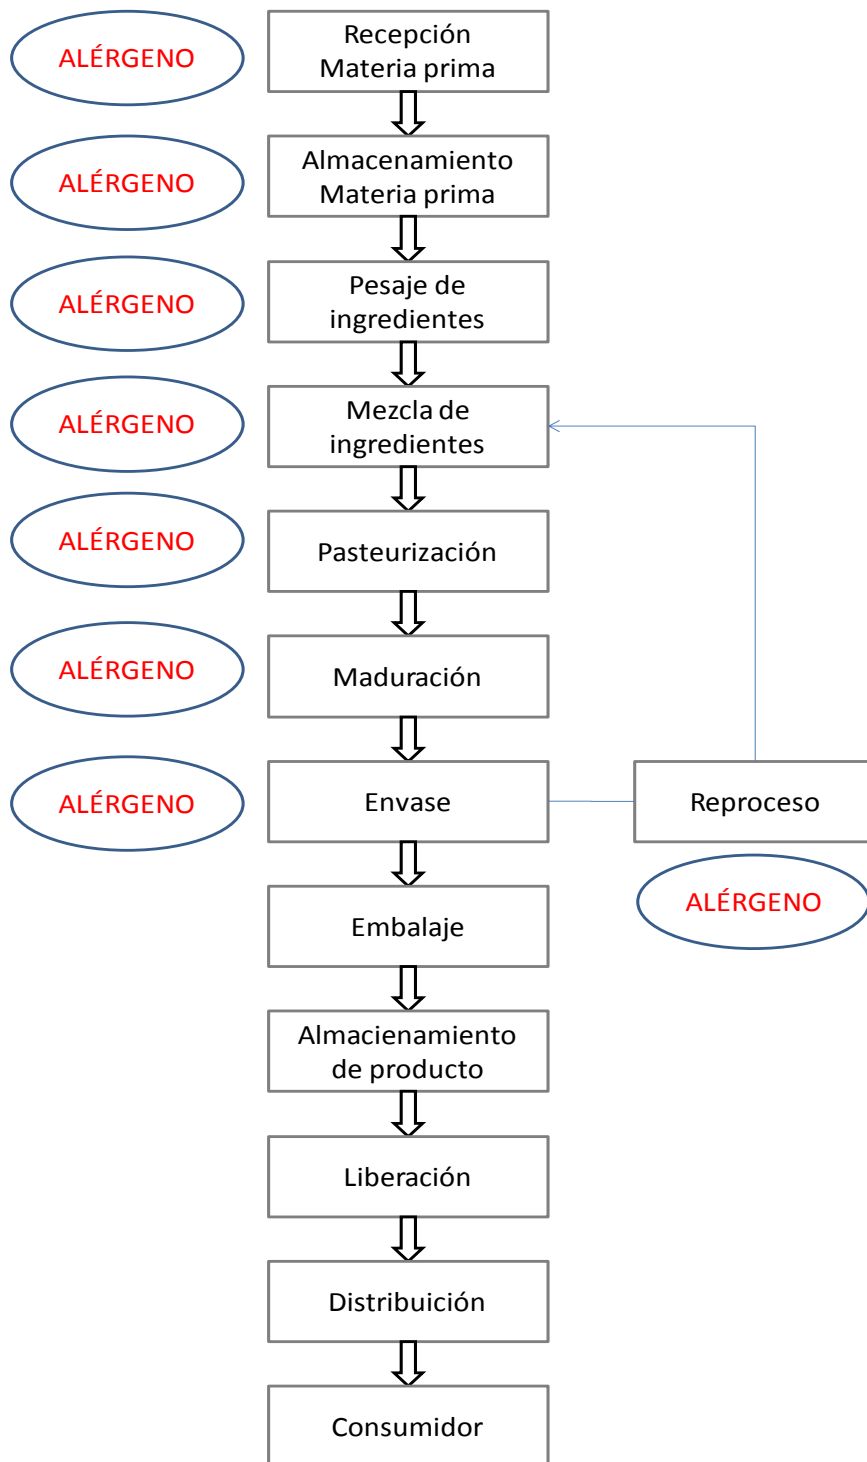 ALÉRGENO
Recepción
Materia prima
ALÉRGENO
Almacenamiento
Materia prima
ALÉRGENO
Pesaje de
ingredientes
ALÉRGENO
Mezcla de
ingredientes
ALÉRGENO
Pasteurización
ALÉRGENO
Maduración
ALÉRGENO
Envase
Reproceso
ALÉRGENO
Embalaje
Almacienamiento
de producto
Liberación
Distribuición
Consumidor